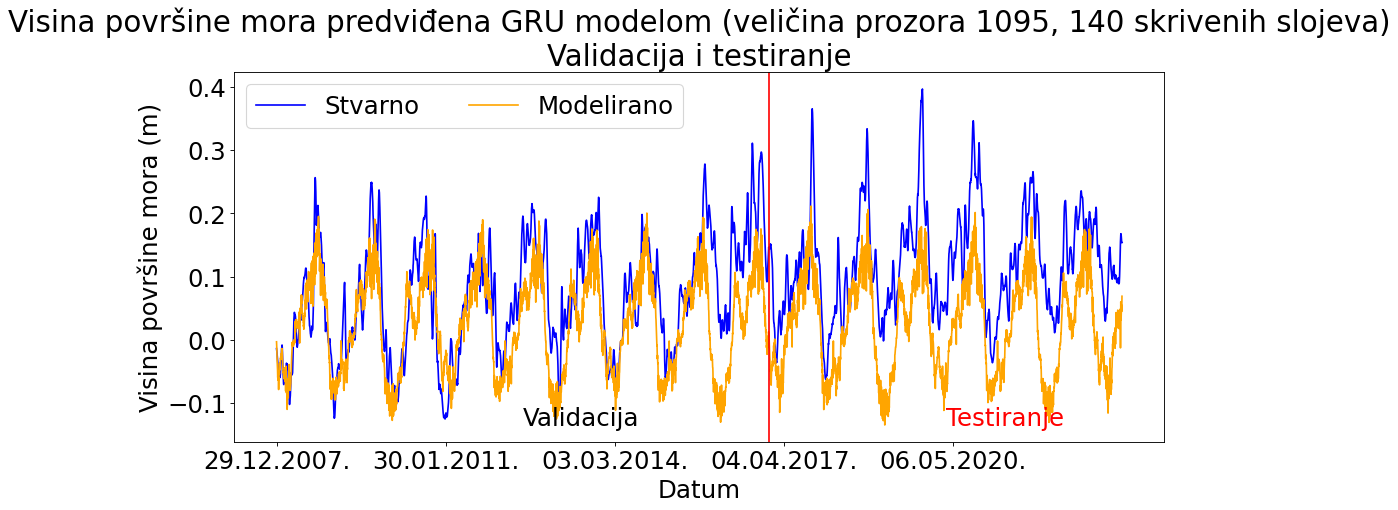 Visina površine mora predviđena GRU modelom (veličina prozora 1095, 140 skrivenih slojeva)
Validacija i testiranje
Stvarno
Modelirano
Visina površine mora (m)
0.4
0.3
0.2
0.1
0.0
−0.1
Validacija
Testiranje
29.12.2007.
30.01.2011.
03.03.2014.
04.04.2017.
06.05.2020.
Datum